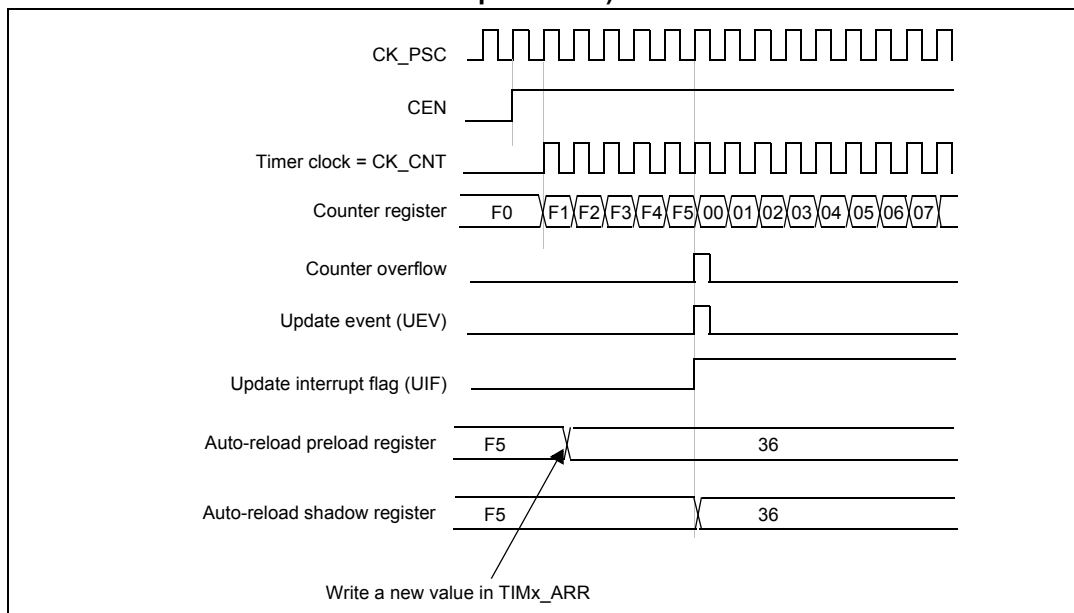 CK_PSC
CEN
Timer clock = CK_CNT
Counter register F0 F1 F2 F3 F4 F5 00 01 02 03 04 05 06 07
Counter overflow
Update event (UEV)
Update interrupt flag (UIF)
Auto-reload preload register F5 36
Auto-reload shadow register F5 36
Write a new value in TIMx_ARR